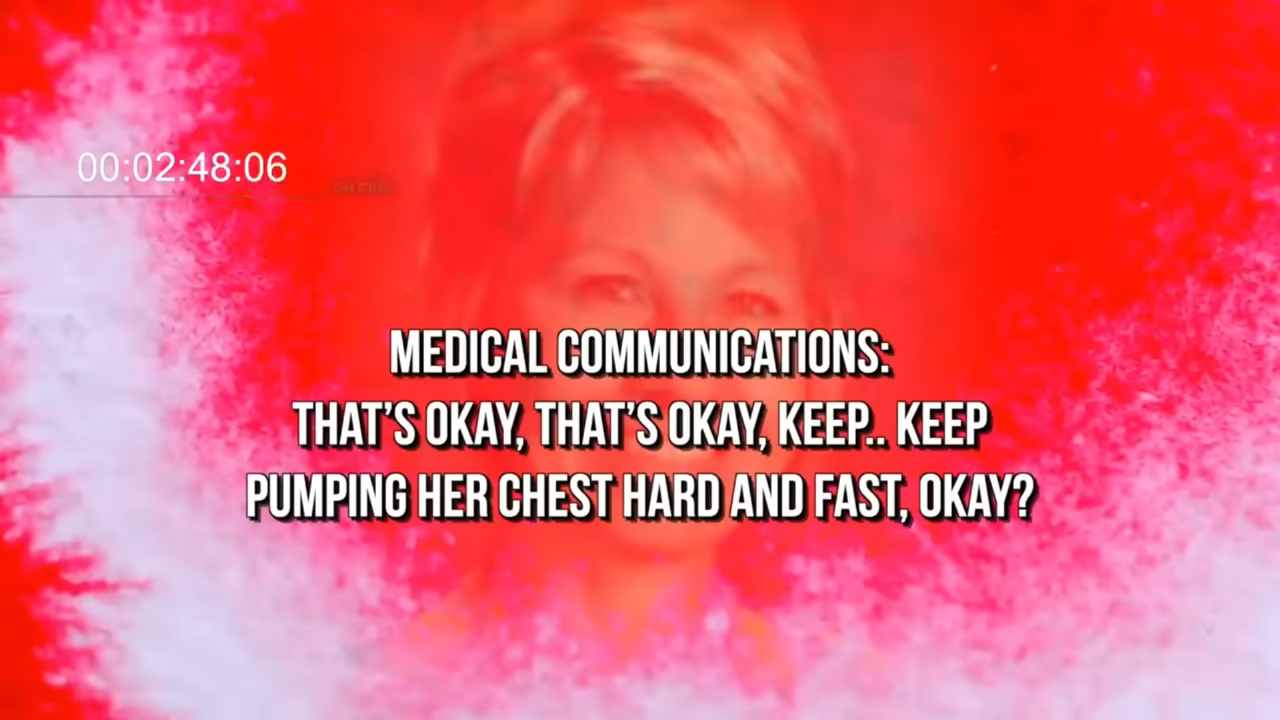 00:02:48:06
MEDICAL COMMUNICATIONS:
THAT'S OKAY, THAT'S OKAY, KEEP.. KEEP
PUMPING HER CHEST HARD AND FAST, OKAY?